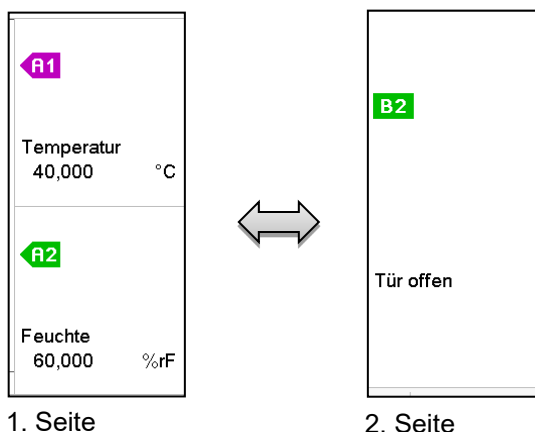 A1
Temperatur
40,000 °C
A2
Feuchte
60,000 %rF
1. Seite
B2
Tür offen
2. Seite